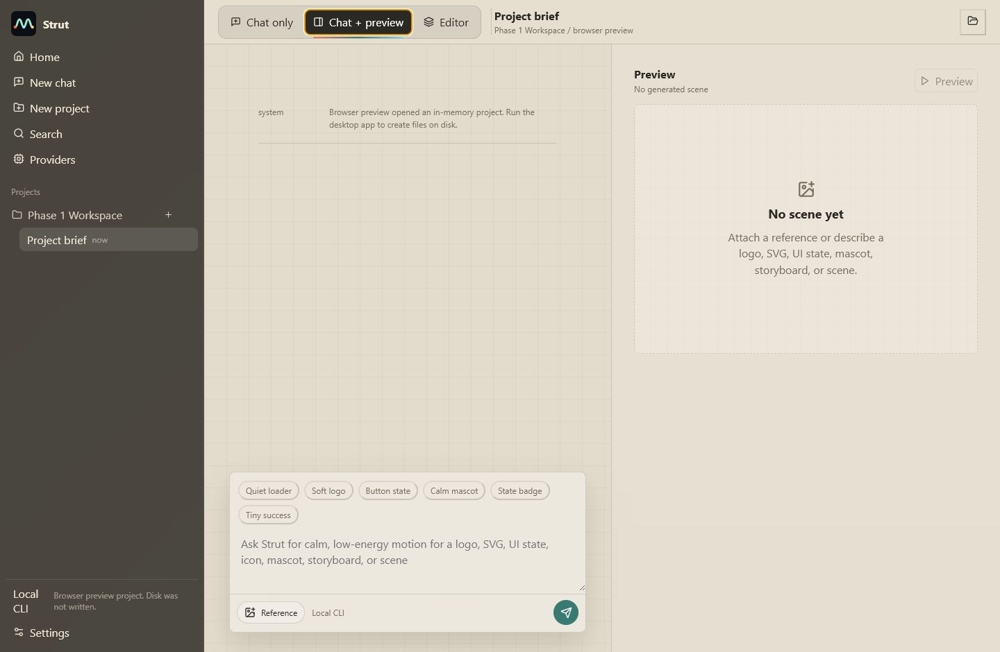 Strut
Home
New chat
New project
Search
Providers
Projects
Phase 1 Workspace +
Project brief now
Local CLI
Browser preview project. Disk was
not written.
Settings
Chat only
Chat + preview
Editor
Project brief
Phase 1 Workspace / browser preview
system
Browser preview opened an in-memory project. Run the
desktop app to create files on disk.
Quiet loader
Soft logo
Button state
Calm mascot
State badge
Tiny success
Ask Strut for calm, low-energy motion for a logo, SVG, UI state,
icon, mascot, storyboard, or scene
Reference
Local CLI
Preview
No generated scene
Preview
No scene yet
Attach a reference or describe a
logo, SVG, UI state, mascot,
storyboard, or scene.